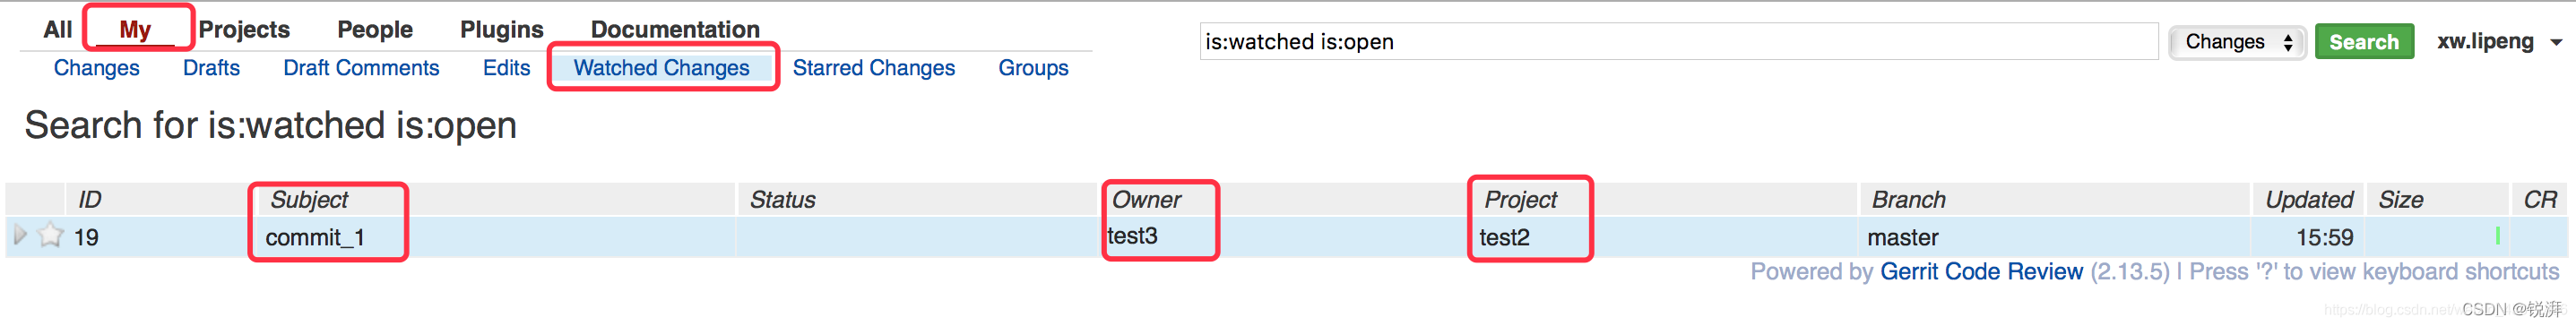 All My Projects People Plugins Documentation
is:watched is:open Changes Search xw.lipeng
Changes Drafts Draft Comments Edits Watched Changes Starred Changes Groups
Search for is:watched is:open
ID Subject Status Owner Project Branch Updated Size CR
19 commit_1 test3 test2 master 15:59
Powered by Gerrit Code Review (2.13.5) | Press '?' to view keyboard shortcuts
https://blog.csdn.net/w
CSDN @锐湃